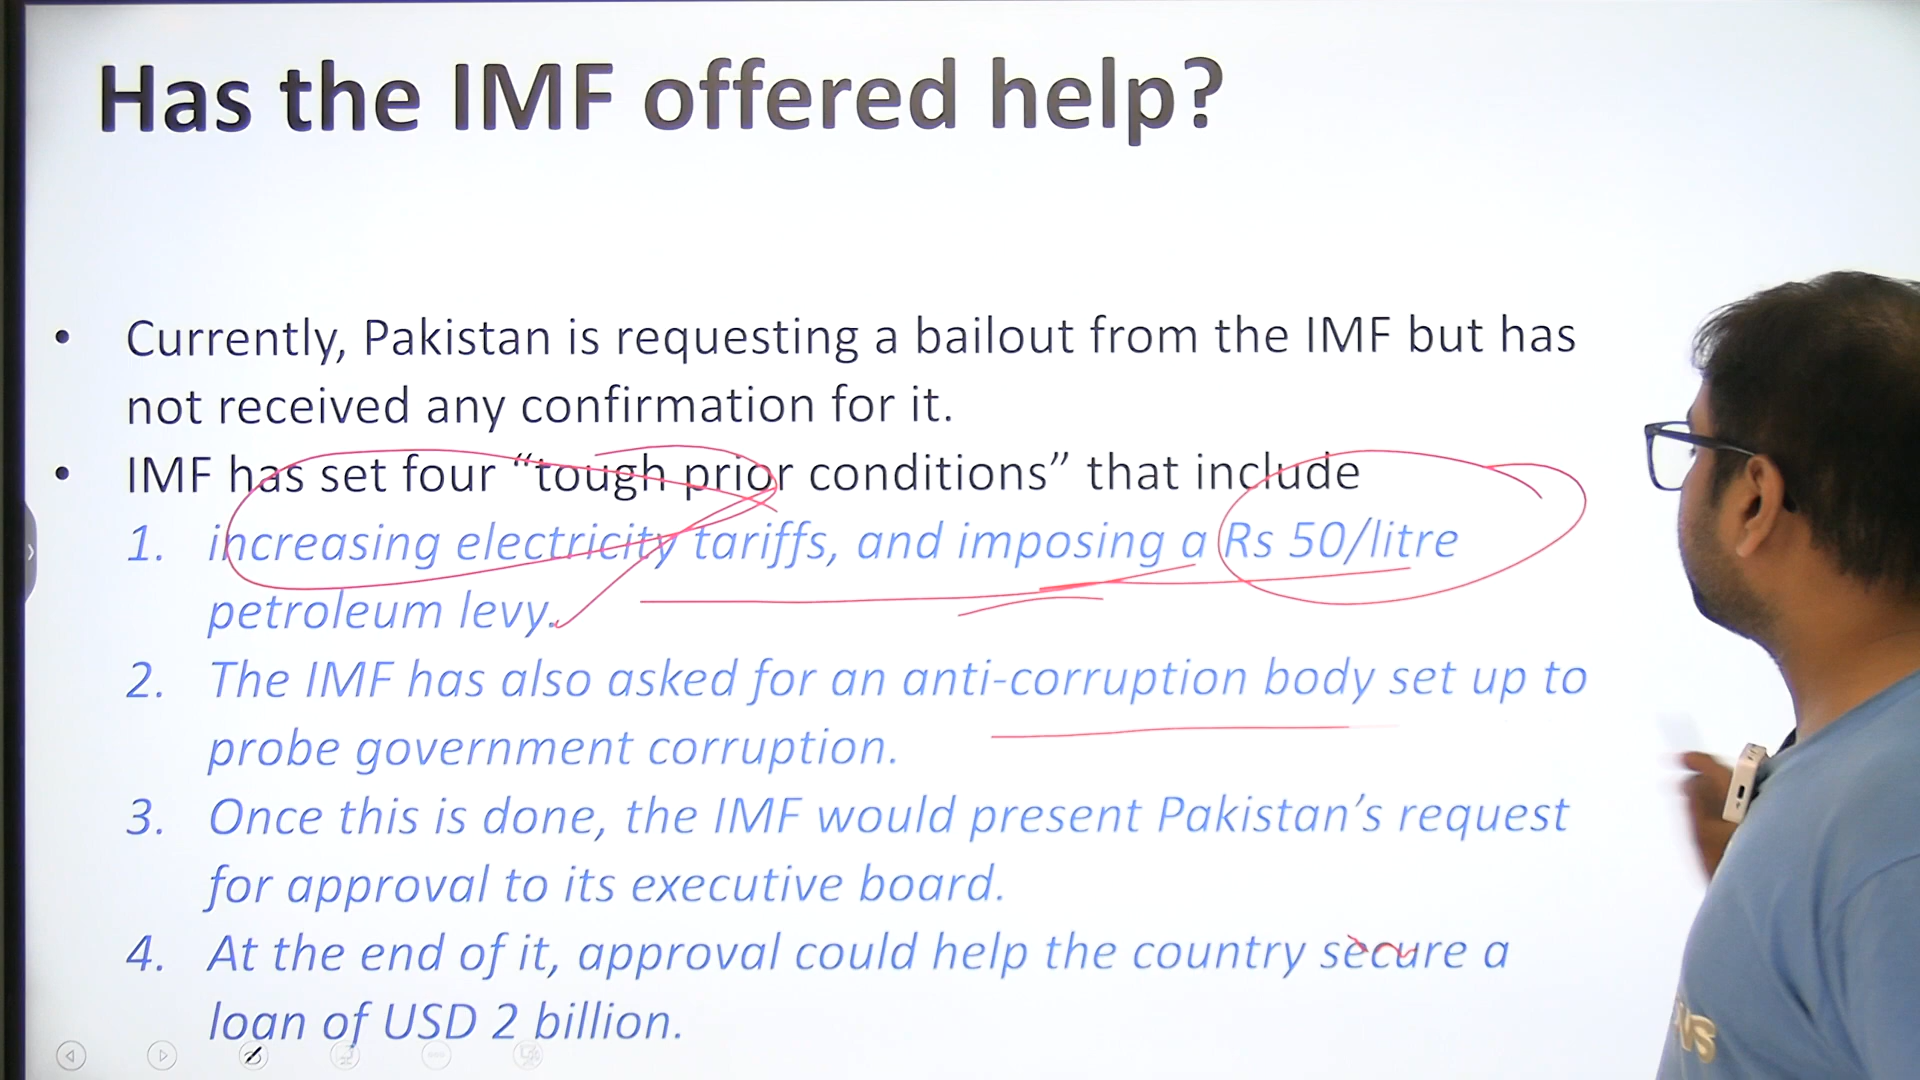 Has the IMF offered help?
• Currently, Pakistan is requesting a bailout from the IMF but has
not received any confirmation for it.
• IMF has set four “tough prior conditions” that include
1. increasing electricity tariffs, and imposing a Rs 50/litre
petroleum levy.
2. The IMF has also asked for an anti-corruption body set up to
probe government corruption.
3. Once this is done, the IMF would present Pakistan’s request
for approval to its executive board.
4. At the end of it, approval could help the country secure a
loan of USD 2 billion.